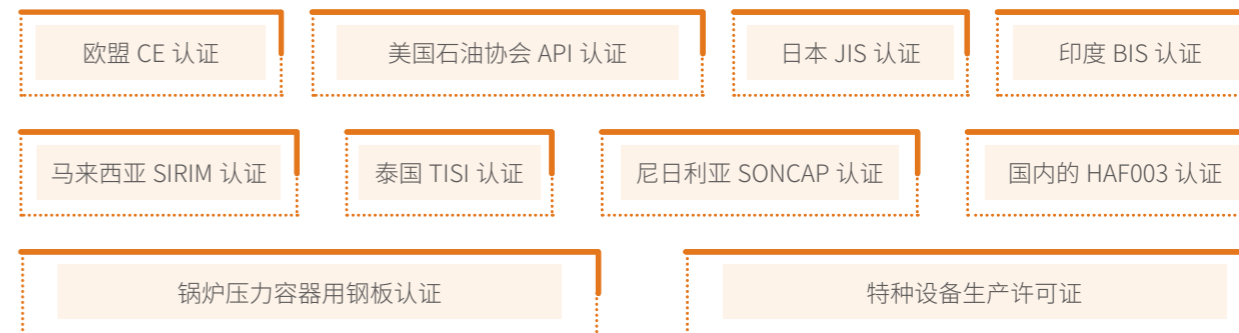 欧盟 CE 认证
美国石油协会 API 认证
日本 JIS 认证
印度 BIS 认证
马来西亚 SIRIM 认证
泰国 TISI 认证
尼日利亚 SONCAP 认证
国内的 HAF003 认证
锅炉压力容器用钢板认证
特种设备生产许可证